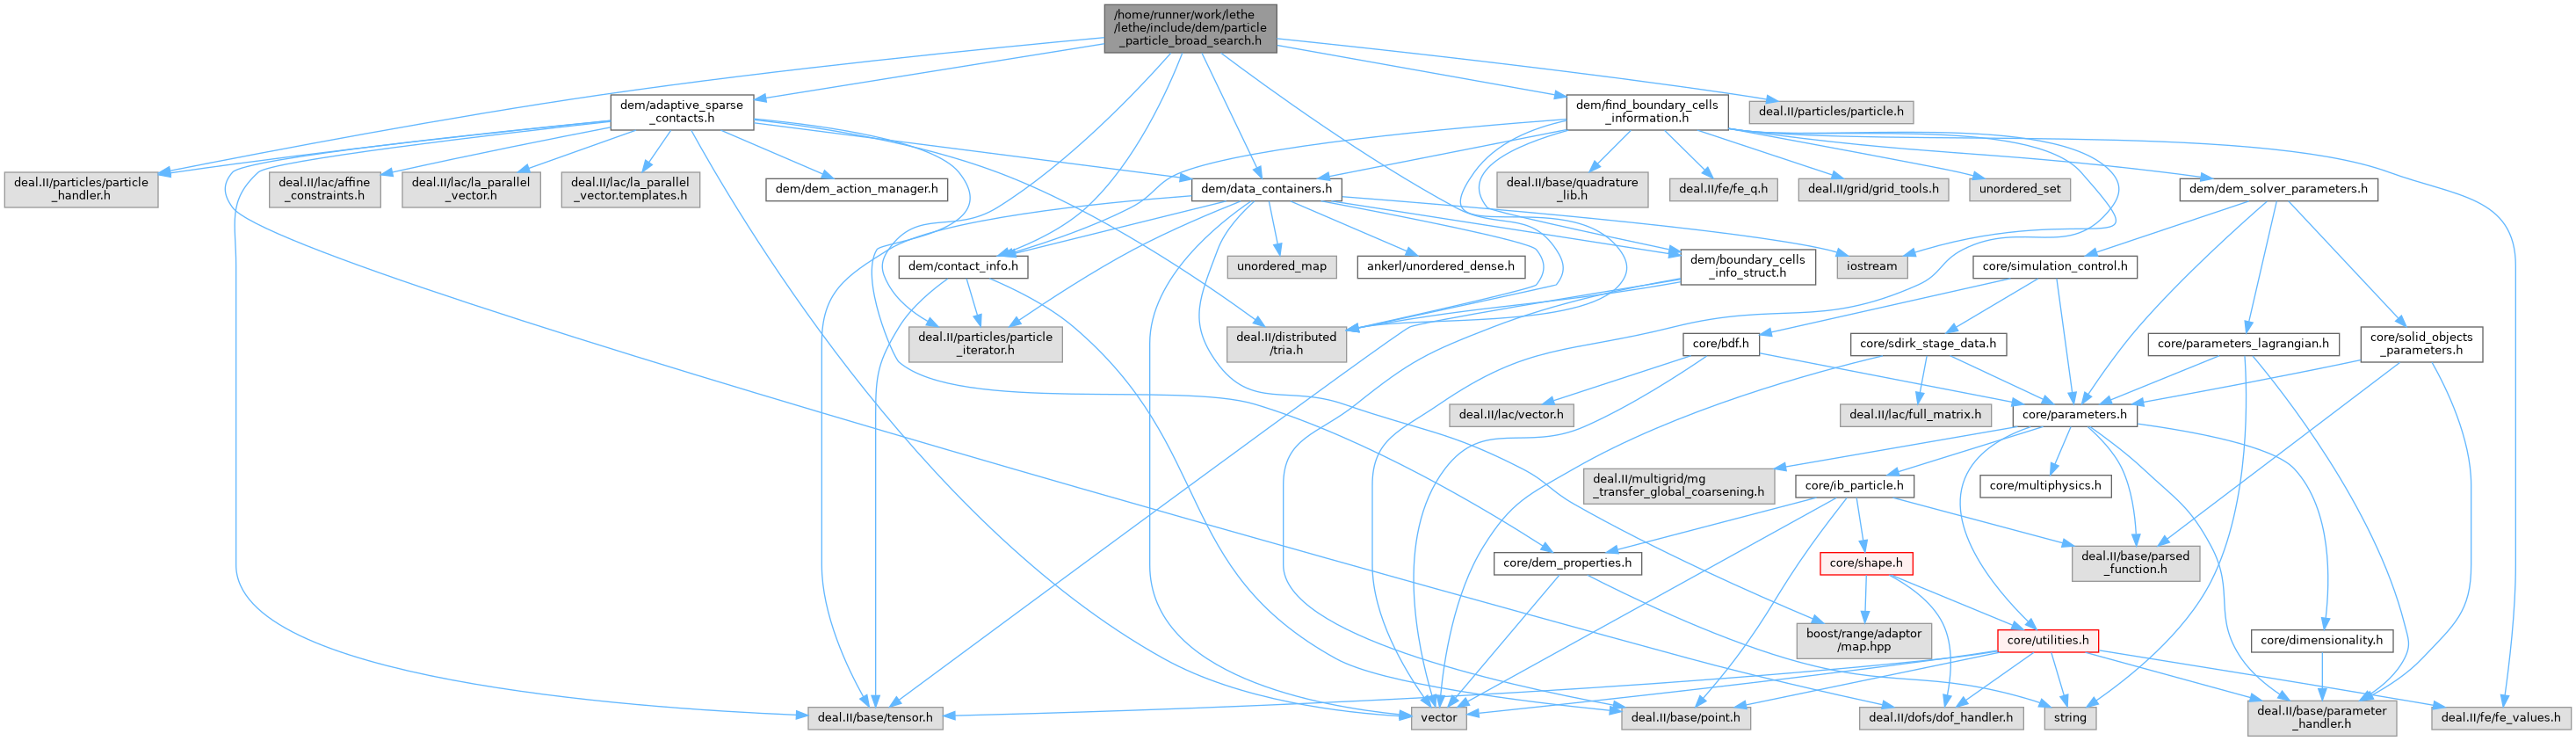 /home/runner/work/lethe
/lethe/include/dem/particle
_particle_broad_search.h
dem/adaptive_sparse
_contacts.h
dem/find_boundary_cells
_information.h
deal.II/particles/particle.h
deal.II/particles/particle
_handler.h
deal.II/lac/affine
_constraints.h
deal.II/lac/la_parallel
_vector.h
deal.II/lac/la_parallel
_vector.templates.h
dem/dem_action_manager.h
dem/data_containers.h
deal.II/base/quadrature
_lib.h
deal.II/fe/fe_q.h
deal.II/grid/grid_tools.h
unordered_set
dem/dem_solver_parameters.h
dem/contact_info.h
unordered_map
ankerl/unordered_dense.h
dem/boundary_cells
_info_struct.h
iostream
core/simulation_control.h
deal.II/particles/particle
_iterator.h
deal.II/distributed
/tria.h
core/bdf.h
core/sdirk_stage_data.h
core/parameters_lagrangian.h
core/solid_objects
_parameters.h
deal.II/lac/vector.h
deal.II/lac/full_matrix.h
core/parameters.h
deal.II/multigrid/mg
_transfer_global_coarsening.h
core/ib_particle.h
core/multiphysics.h
core/dem_properties.h
core/shape.h
deal.II/base/parsed
_function.h
boost/range/adaptor
/map.hpp
core/utilities.h
core/dimensionality.h
deal.II/base/tensor.h
vector
deal.II/base/point.h
deal.II/dofs/dof_handler.h
string
deal.II/base/parameter
_handler.h
deal.II/fe/fe_values.h